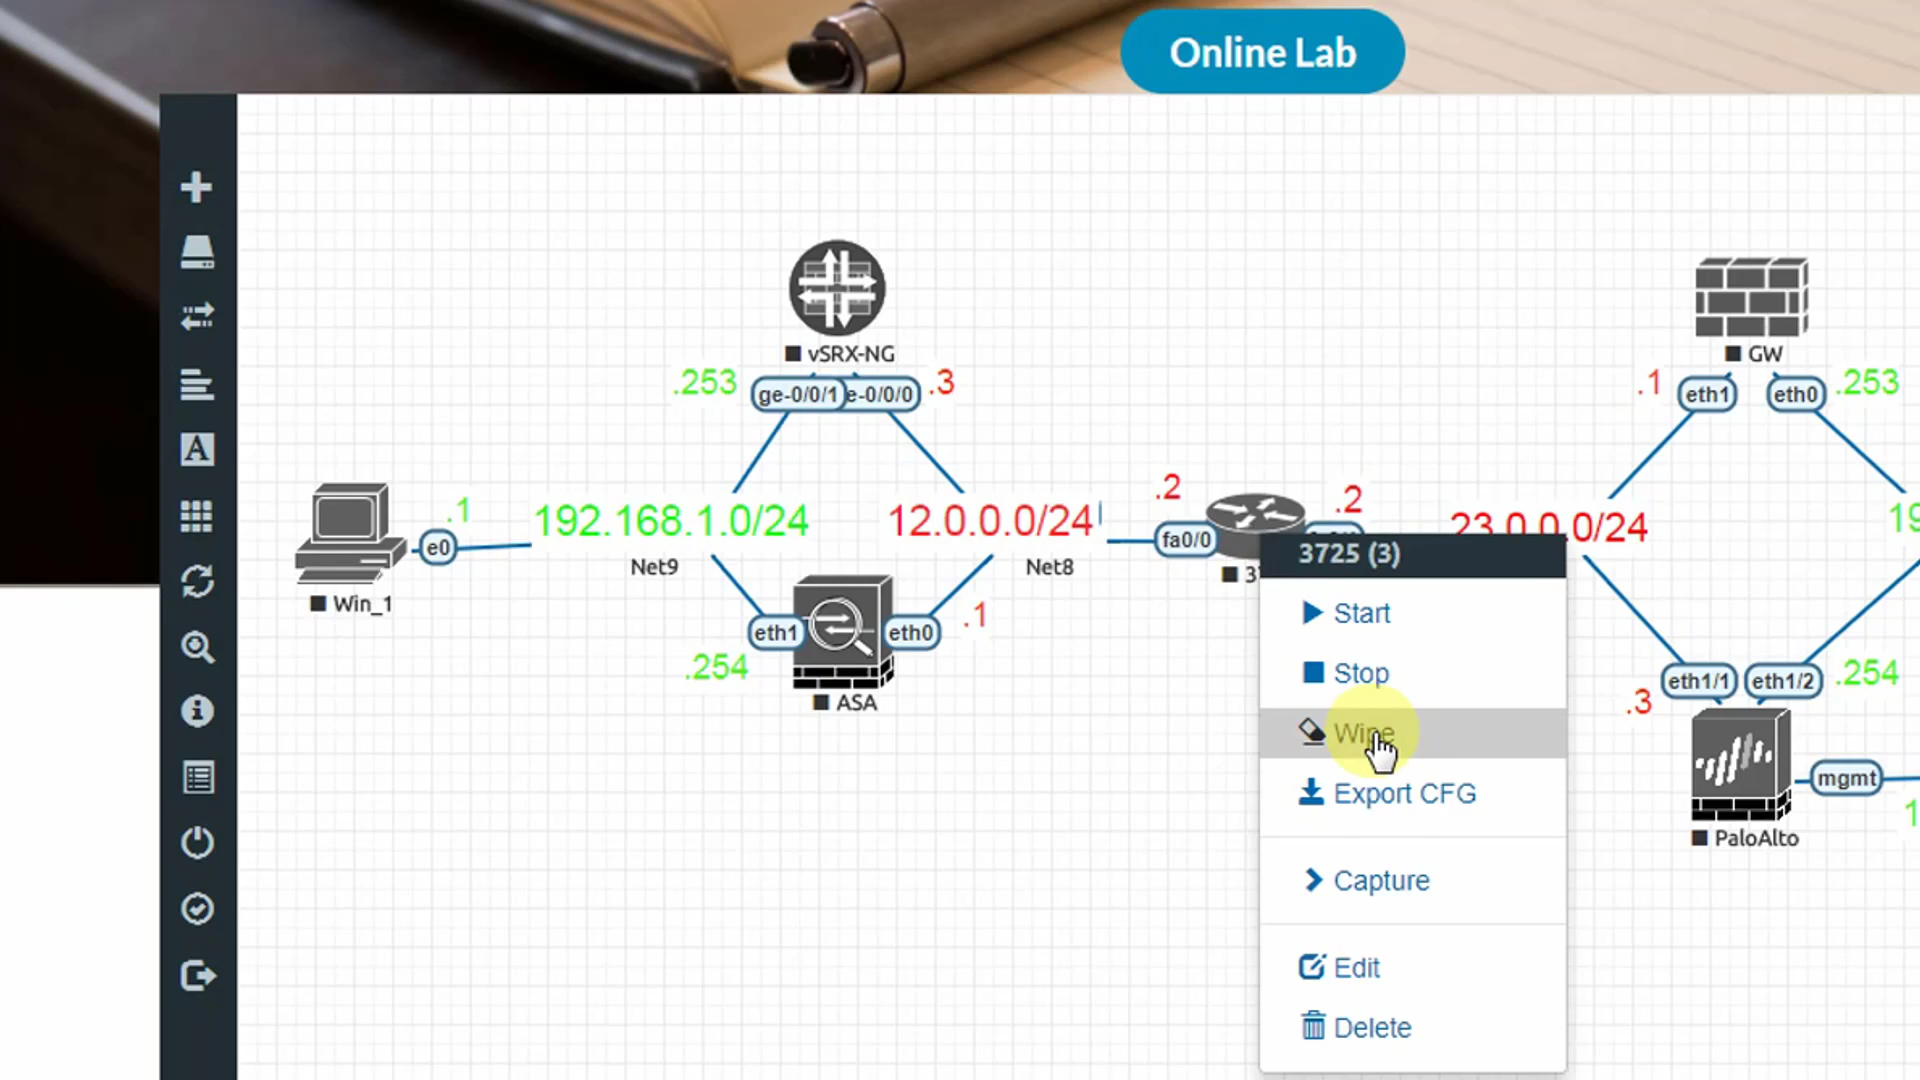 Online Lab
vSRX-NG
GW
.253
ge-0/0/1
e-0/0/0
.3
.1
eth1
eth0
.253
.1
192.168.1.0/24
12.0.0.0/24
.2
.2
23.0.0.0/24
19
e0
Net9
Net8
fa0/0
Win_1
3725 (3)
Start
Stop
Wipe
Export CFG
Capture
Edit
Delete
eth1
eth0
.1
.254
ASA
eth1/1
eth1/2
.254
.3
mgmt
1
PaloAlto